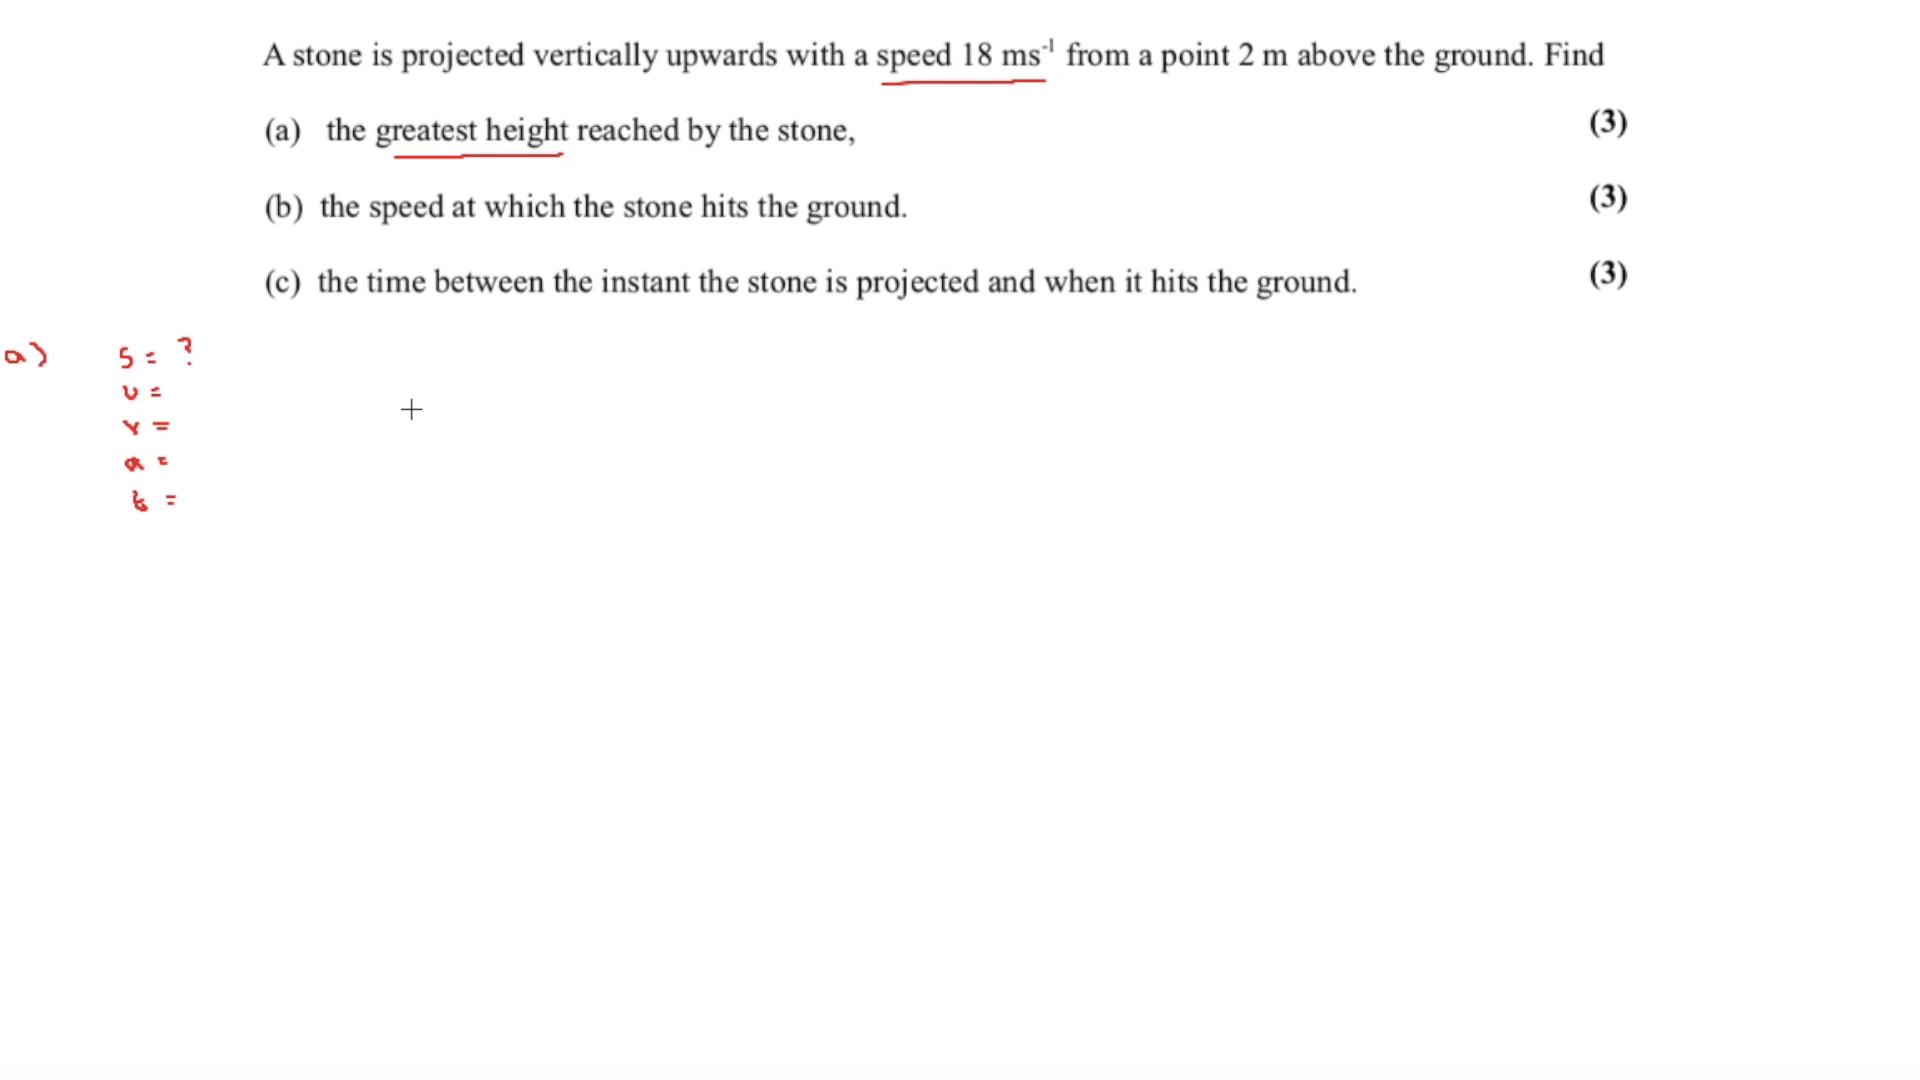 A stone is projected vertically upwards with a speed 18 ms⁻¹ from a point 2 m above the ground. Find
(a) the greatest height reached by the stone, (3)
(b) the speed at which the stone hits the ground. (3)
(c) the time between the instant the stone is projected and when it hits the ground. (3)
a) s = ?
u =
v =
a =
t =